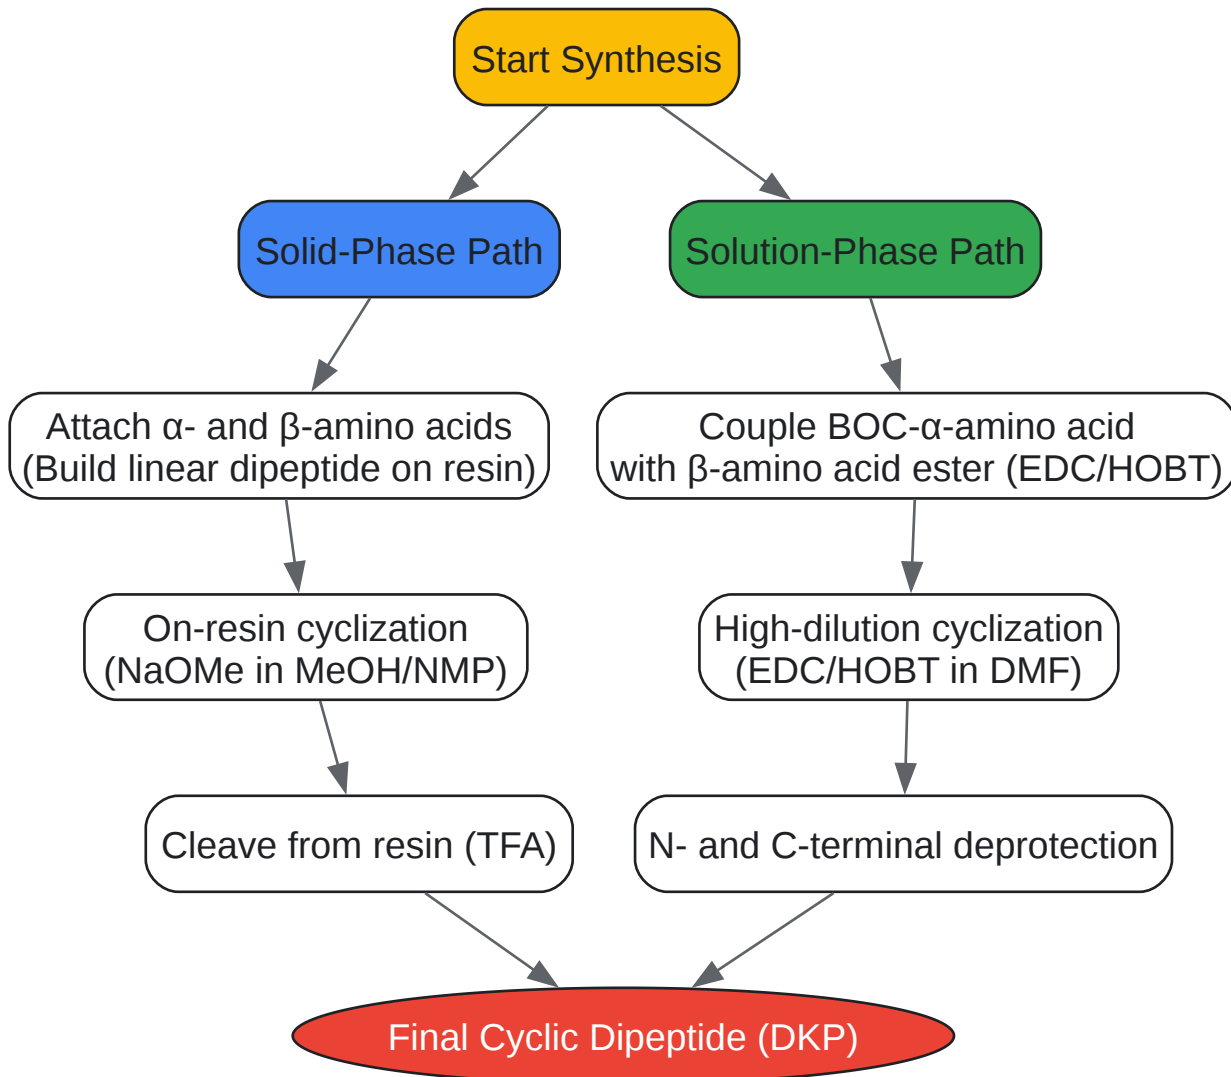 Start Synthesis
Solid-Phase Path
Solution-Phase Path
Attach α- and β-amino acids
(Build linear dipeptide on resin)
Couple BOC-α-amino acid
with β-amino acid ester (EDC/HOBT)
On-resin cyclization
(NaOMe in MeOH/NMP)
High-dilution cyclization
(EDC/HOBT in DMF)
Cleave from resin (TFA)
N- and C-terminal deprotection
Final Cyclic Dipeptide (DKP)